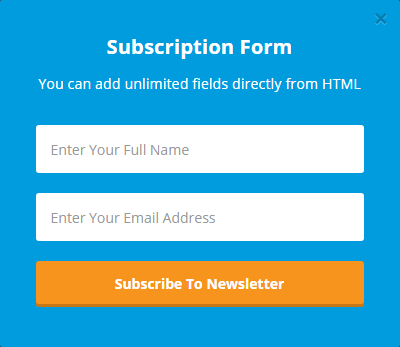 Subscription Form
You can add unlimited fields directly from HTML
Enter Your Full Name
Enter Your Email Address
Subscribe To Newsletter